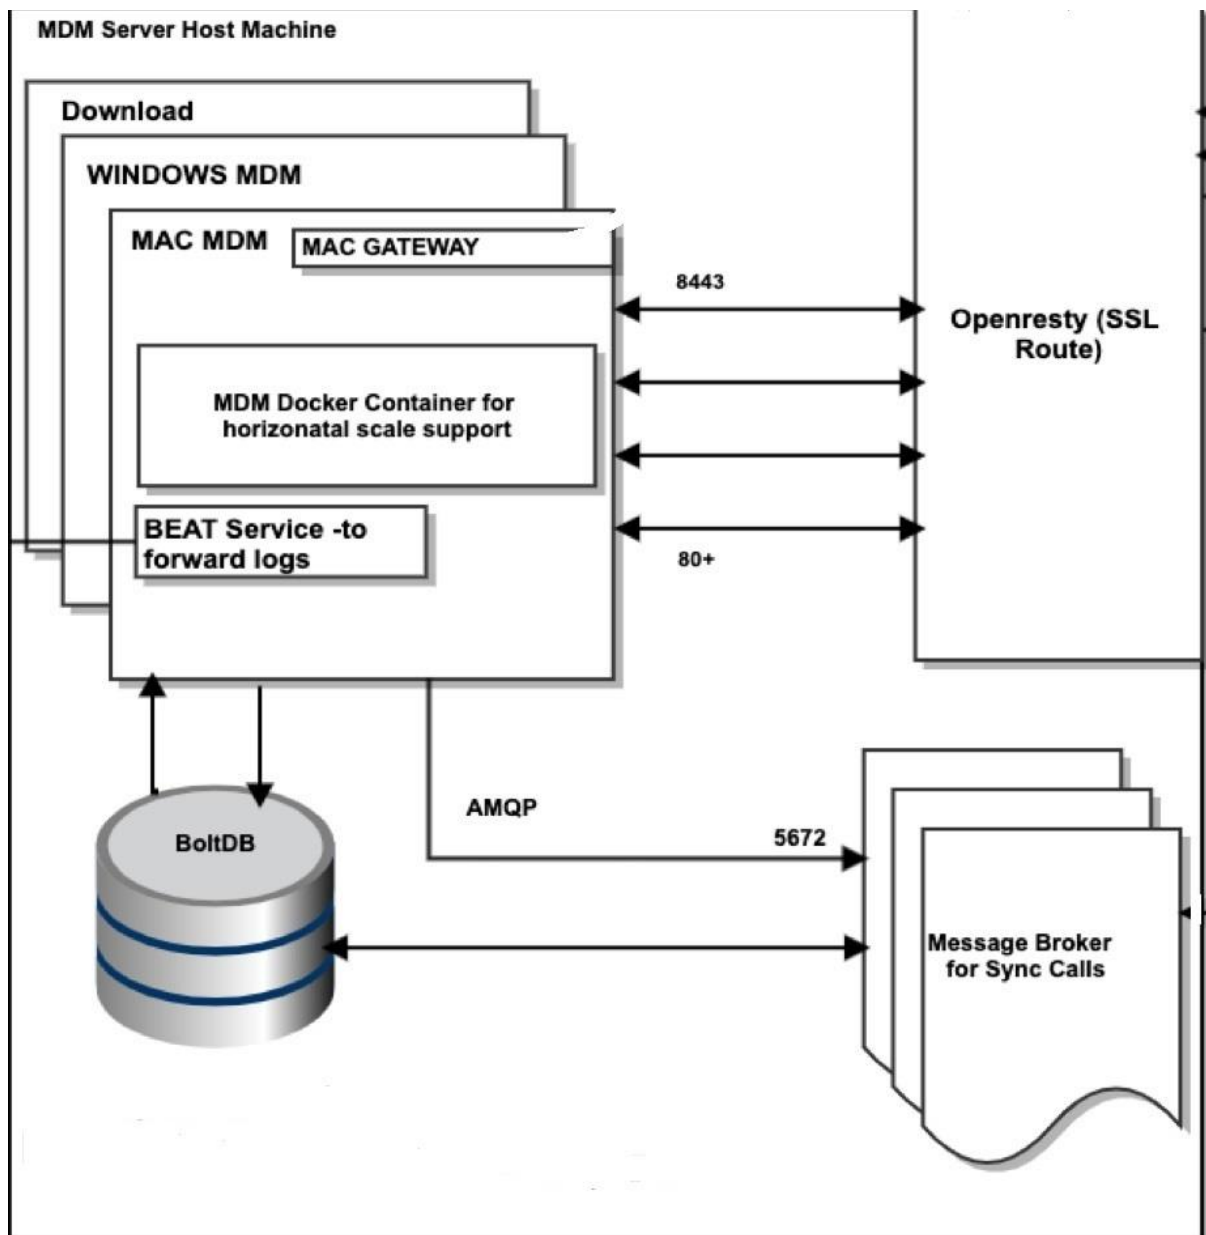 MDM Server Host Machine
Download
WINDOWS MDM
MAC MDM
MAC GATEWAY
8443
Openresty (SSL
Route)
MDM Docker Container for
horizonatal scale support
BEAT Service -to
forward logs
80+
AMQP
5672
BoltDB
Message Broker
for Sync Calls